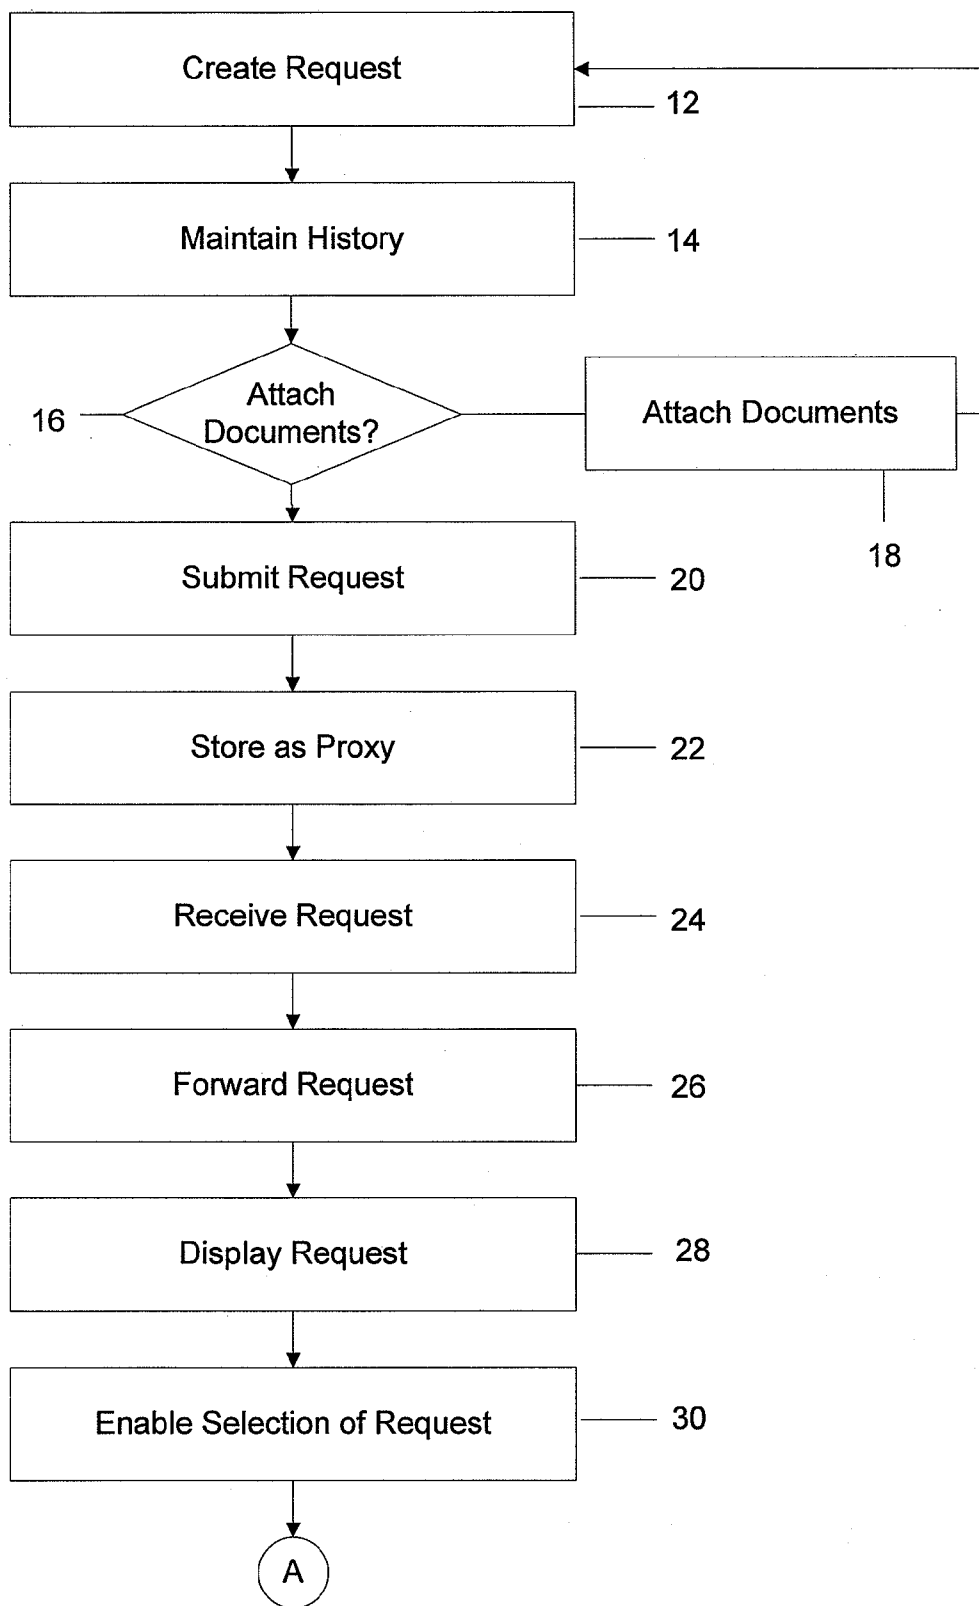 Create Request
12
Maintain History
14
Attach
Documents?
16
Attach Documents
18
Submit Request
20
Store as Proxy
22
Receive Request
24
Forward Request
26
Display Request
28
Enable Selection of Request
30
A